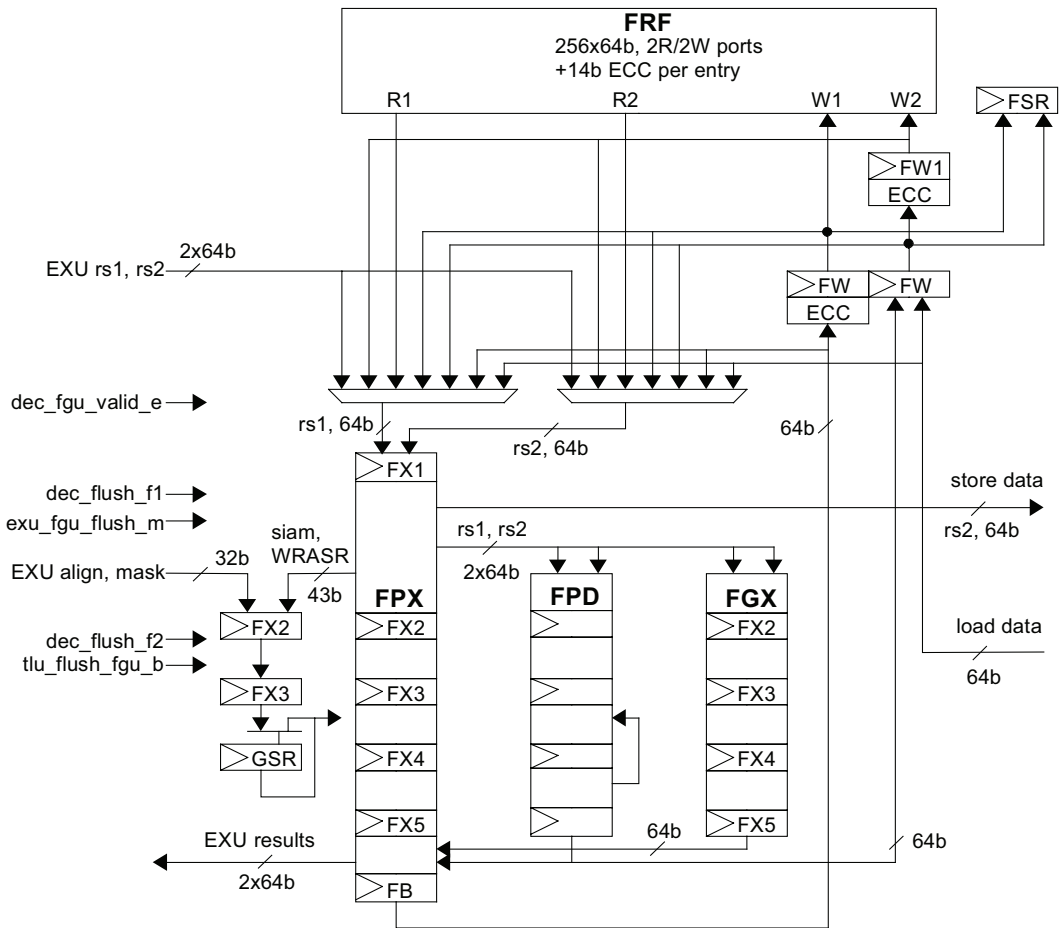 FRF
256x64b, 2R/2W ports
+14b ECC per entry
R1
R2
W1
W2
FSR
FW1
ECC
2x64b
EXU rs1, rs2
FW
FW
ECC
dec_fgu_valid_e
rs1, 64b
rs2, 64b
64b
FX1
dec_flush_f1
store data
exu_fgu_flush_m
siam,
WRASR
rs1, rs2
rs2, 64b
EXU align, mask
32b
43b
2x64b
FPX
FPD
FGX
FX2
FX2
FX2
dec_flush_f2
load data
tlu_flush_fgu_b
64b
FX3
FX3
FX3
GSR
FX4
FX4
FX5
FX5
EXU results
64b
64b
2x64b
FB